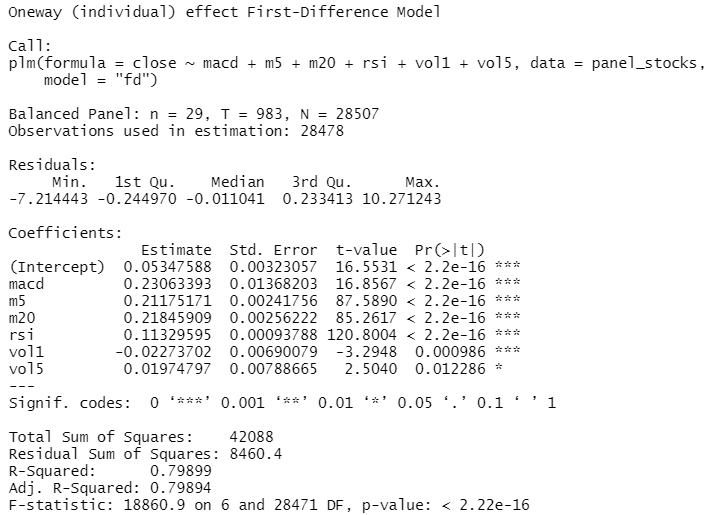 Oneway (individual) effect First-Difference Model
Call:
plm(formula = close ~ macd + m5 + m20 + rsi + vol1 + vol5, data = panel_stocks,
    model = "fd")
Balanced Panel: n = 29, T = 983, N = 28507
Observations used in estimation: 28478
Residuals:
     Min.   1st Qu.    Median   3rd Qu.      Max.
-7.214443 -0.244970 -0.011041  0.233413 10.271243
Coefficients:
               Estimate  Std. Error  t-value  Pr(>|t|)
(Intercept)  0.05347588  0.00323057  16.5531 < 2.2e-16 ***
macd         0.23063393  0.01368203  16.8567 < 2.2e-16 ***
m5           0.21175171  0.00241756  87.5890 < 2.2e-16 ***
m20          0.21845909  0.00256222  85.2617 < 2.2e-16 ***
rsi          0.11329595  0.00093788 120.8004 < 2.2e-16 ***
vol1        -0.02273702  0.00690079  -3.2948  0.000986 ***
vol5         0.01974797  0.00788665   2.5040  0.012286 *
---
Signif. codes:  0 ‘***’ 0.001 ‘**’ 0.01 ‘*’ 0.05 ‘.’ 0.1 ‘ ’ 1
Total Sum of Squares:    42088
Residual Sum of Squares: 8460.4
R-Squared:      0.79899
Adj. R-Squared: 0.79894
F-statistic: 18860.9 on 6 and 28471 DF, p-value: < 2.22e-16